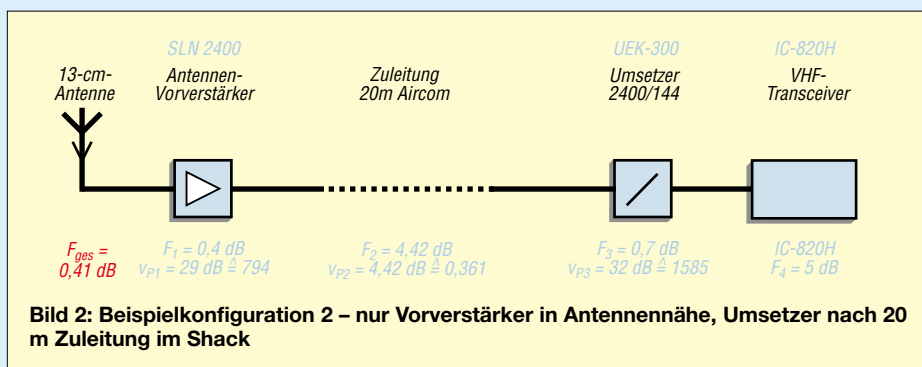 SLN 2400 UEK-300 IC-820H
13-cm- Antennen- Zuleitung Umsetzer VHF-
Antenne Vorverstärker 20m Aircom 2400/144 Transceiver
F_ges = F_1 = 0,4 dB F_2 = 4,42 dB F_3 = 0,7 dB IC-820H
0,41 dB v_P1 = 29 dB ≙ 794 v_P2 = 4,42 dB ≙ 0,361 v_P3 = 32 dB ≙ 1585 F_4 = 5 dB
Bild 2: Beispielkonfiguration 2 – nur Vorverstärker in Antennennähe, Umsetzer nach 20
m Zuleitung im Shack